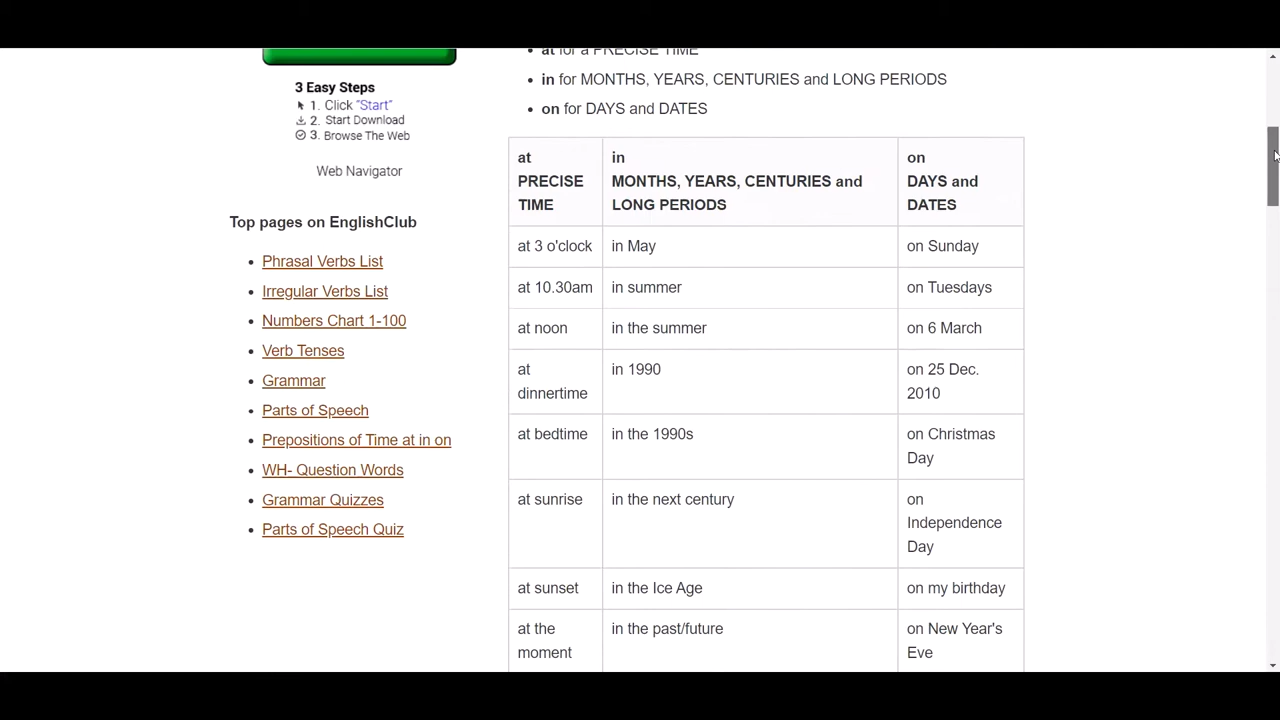 3 Easy Steps
1. Click “Start”
2. Start Download
3. Browse The Web
Web Navigator
Top pages on EnglishClub
• Phrasal Verbs List
• Irregular Verbs List
• Numbers Chart 1-100
• Verb Tenses
• Grammar
• Parts of Speech
• Prepositions of Time at in on
• WH- Question Words
• Grammar Quizzes
• Parts of Speech Quiz
• at for a PRECISE TIME
• in for MONTHS, YEARS, CENTURIES and LONG PERIODS
• on for DAYS and DATES
at in on
PRECISE MONTHS, YEARS, CENTURIES and DAYS and
TIME LONG PERIODS DATES
at 3 o'clock in May on Sunday
at 10.30am in summer on Tuesdays
at noon in the summer on 6 March
at in 1990 on 25 Dec.
dinnertime 2010
at bedtime in the 1990s on Christmas
Day
at sunrise in the next century on
Independence
Day
at sunset in the Ice Age on my birthday
at the in the past/future on New Year's
moment Eve